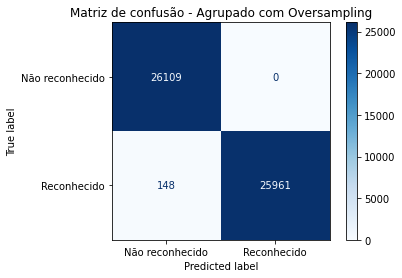 Matriz de confusão - Agrupado com Oversampling
True label
Não reconhecido
26109
0
Reconhecido
148
25961
Não reconhecido
Reconhecido
Predicted label
25000
20000
15000
10000
5000
0